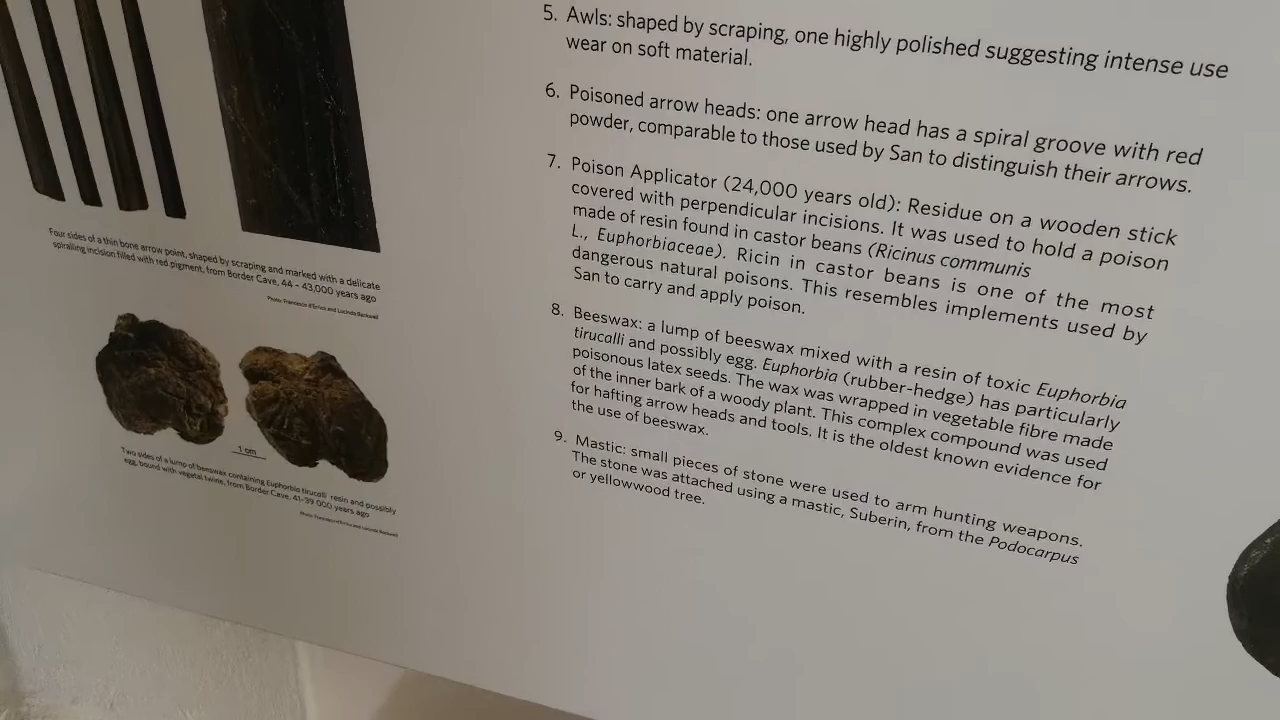 5. Awls: shaped by scraping, one highly polished suggesting intense use
wear on soft material.
6. Poisoned arrow heads: one arrow head has a spiral groove with red
powder, comparable to those used by San to distinguish their arrows.
7. Poison Applicator (24,000 years old): Residue on a wooden stick
covered with perpendicular incisions. It was used to hold a poison
made of resin found in castor beans (Ricinus communis
L., Euphorbiaceae). Ricin in castor beans is one of the most
dangerous natural poisons. This resembles implements used by
San to carry and apply poison.
8. Beeswax: a lump of beeswax mixed with a resin of toxic Euphorbia
tirucalli and possibly egg. Euphorbia (rubber-hedge) has particularly
poisonous latex seeds. The wax was wrapped in vegetable fibre made
of the inner bark of a woody plant. This complex compound was used
for hafting arrow heads and tools. It is the oldest known evidence for
the use of beeswax.
9. Mastic: small pieces of stone were used to arm hunting weapons.
The stone was attached using a mastic, Suberin, from the Podocarpus
or yellowwood tree.
Four sides of a thin bone arrow point, shaped by scraping and marked with a delicate
spiralling incision filled with red pigment, from Border Cave, 44 – 43,000 years ago
Photo: Francesco d'Errico and Lucinda Backwell
1 cm
Two sides of a lump of beeswax containing Euphorbia tirucalli resin and possibly
egg, bound with vegetal twine, from Border Cave, 41-39 000 years ago
Photo: Francesco d'Errico and Lucinda Backwell